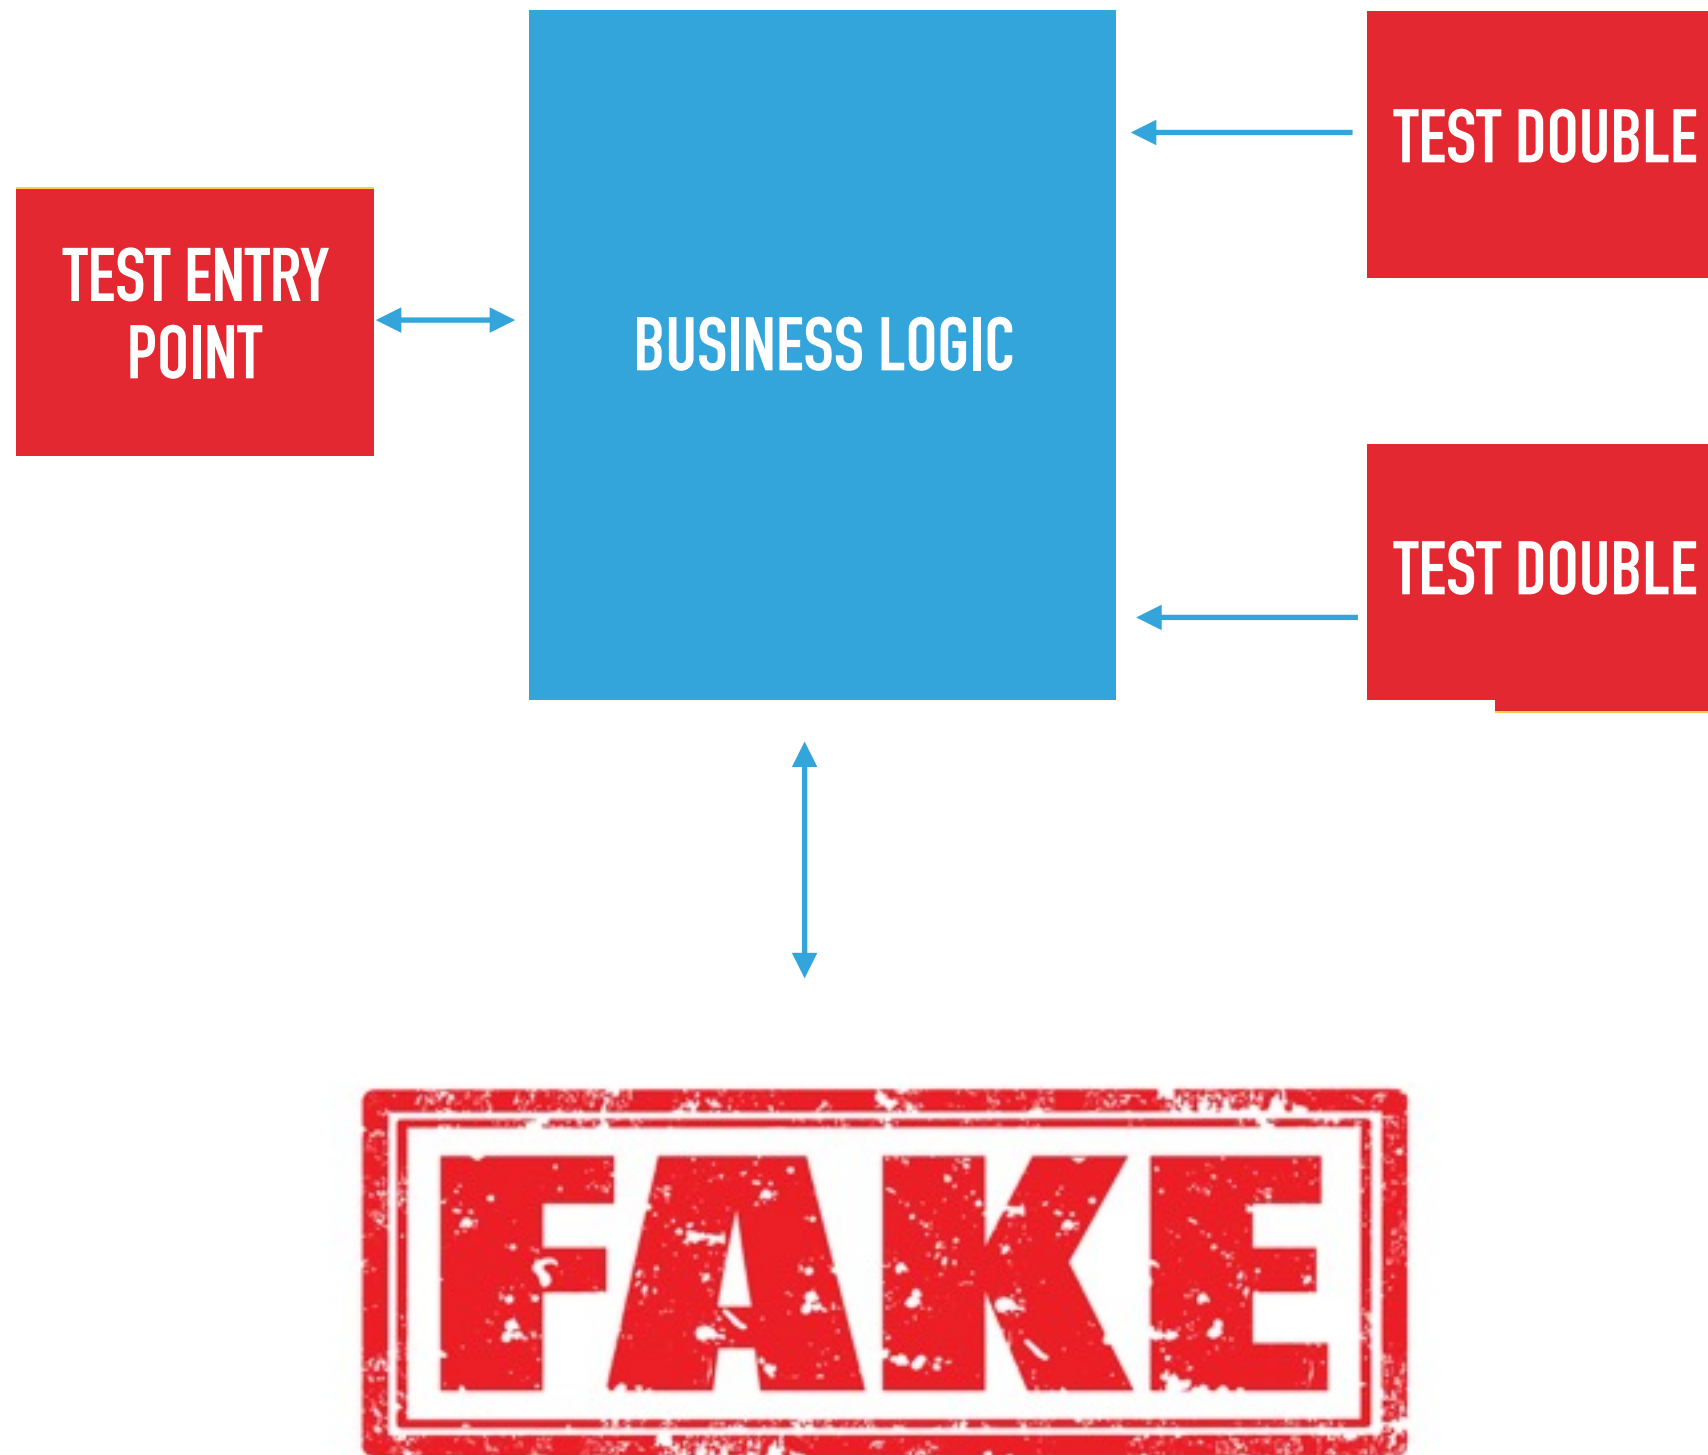 TEST ENTRY
POINT
BUSINESS LOGIC
TEST DOUBLE
TEST DOUBLE
FAKE